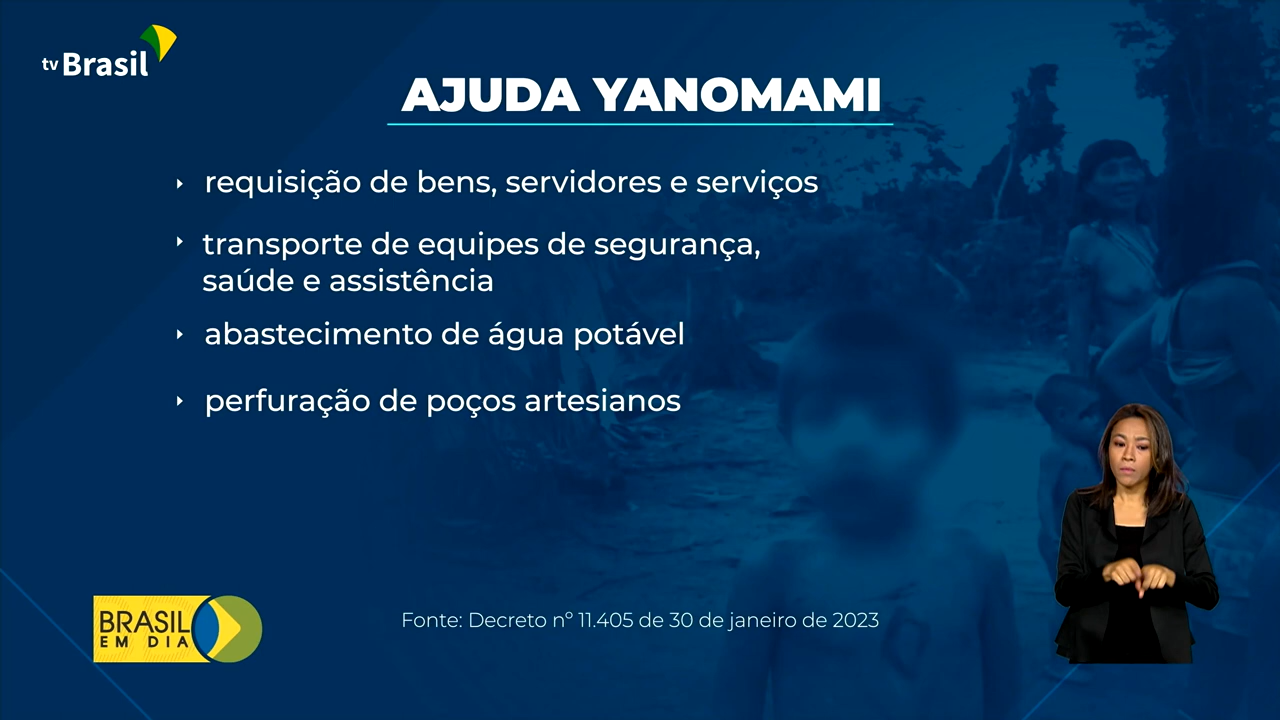 tv Brasil
AJUDA YANOMAMI
requisição de bens, servidores e serviços
transporte de equipes de segurança,
saúde e assistência
abastecimento de água potável
perfuração de poços artesianos
BRASIL
EM DIA
Fonte: Decreto nº 11.405 de 30 de janeiro de 2023